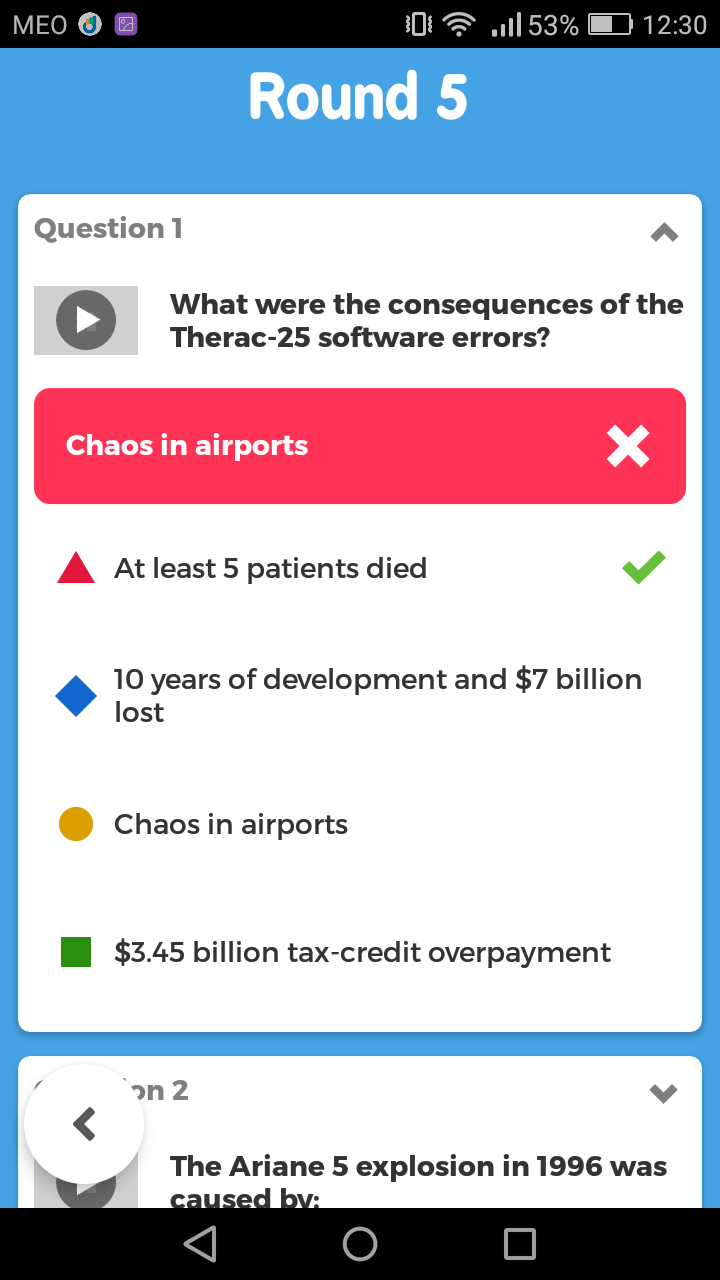 MEO 53% 12:30
Round 5
Question 1
What were the consequences of the
Therac-25 software errors?
Chaos in airports
At least 5 patients died
10 years of development and $7 billion
lost
Chaos in airports
$3.45 billion tax-credit overpayment
on 2
The Ariane 5 explosion in 1996 was
caused by: